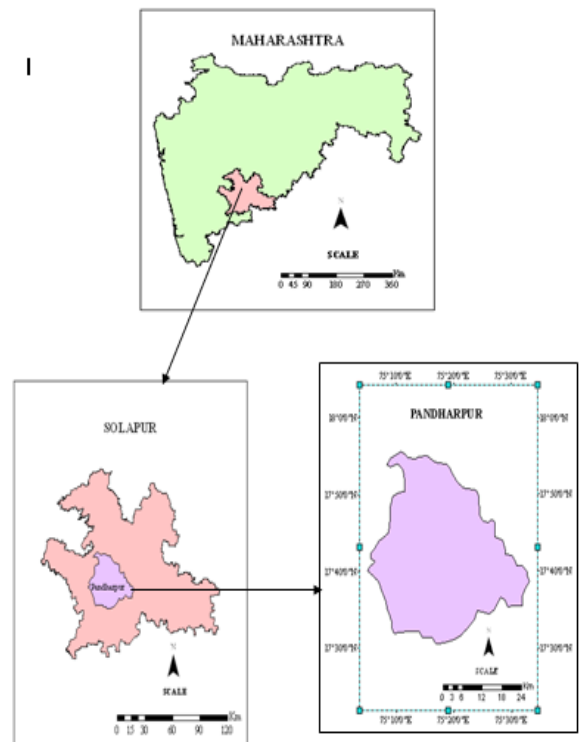 MAHARASHTRA
I
N
SCALE
Km
0 45 90 180 270 360
SOLAPUR
Pandharpur
N
SCALE
Km
0 15 30 60 90 120
75°10'0"E 75°20'0"E 75°30'0"E
PANDHARPUR
18°0'0"N 18°0'0"N
17°50'0"N 17°50'0"N
17°40'0"N 17°40'0"N
17°30'0"N 17°30'0"N
N
SCALE
Km
0 3 6 12 18 24
75°10'0"E 75°20'0"E 75°30'0"E